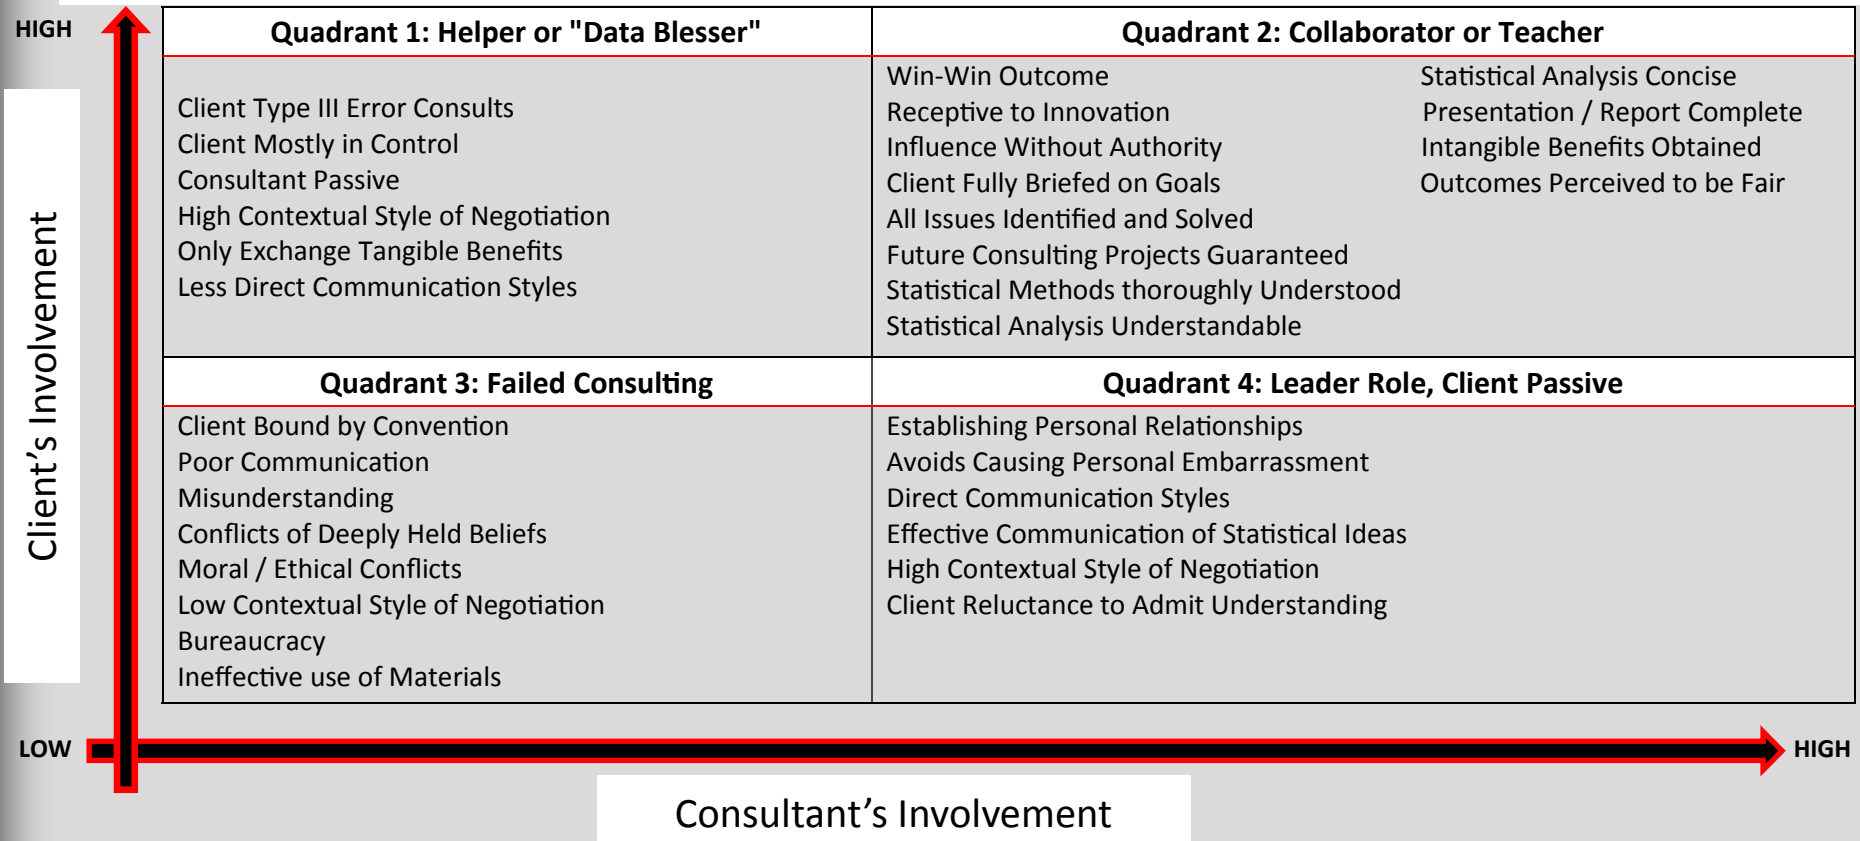 HIGH
Client's Involvement
Quadrant 1: Helper or "Data Blesser"
Client Type III Error Consults
Client Mostly in Control
Consultant Passive
High Contextual Style of Negotiation
Only Exchange Tangible Benefits
Less Direct Communication Styles
Quadrant 2: Collaborator or Teacher
Win-Win Outcome
Receptive to Innovation
Influence Without Authority
Client Fully Briefed on Goals
All Issues Identified and Solved
Future Consulting Projects Guaranteed
Statistical Methods thoroughly Understood
Statistical Analysis Understandable
Statistical Analysis Concise
Presentation / Report Complete
Intangible Benefits Obtained
Outcomes Perceived to be Fair
Quadrant 3: Failed Consulting
Client Bound by Convention
Poor Communication
Misunderstanding
Conflicts of Deeply Held Beliefs
Moral / Ethical Conflicts
Low Contextual Style of Negotiation
Bureaucracy
Ineffective use of Materials
Quadrant 4: Leader Role, Client Passive
Establishing Personal Relationships
Avoids Causing Personal Embarrassment
Direct Communication Styles
Effective Communication of Statistical Ideas
High Contextual Style of Negotiation
Client Reluctance to Admit Understanding
LOW
HIGH
Consultant's Involvement